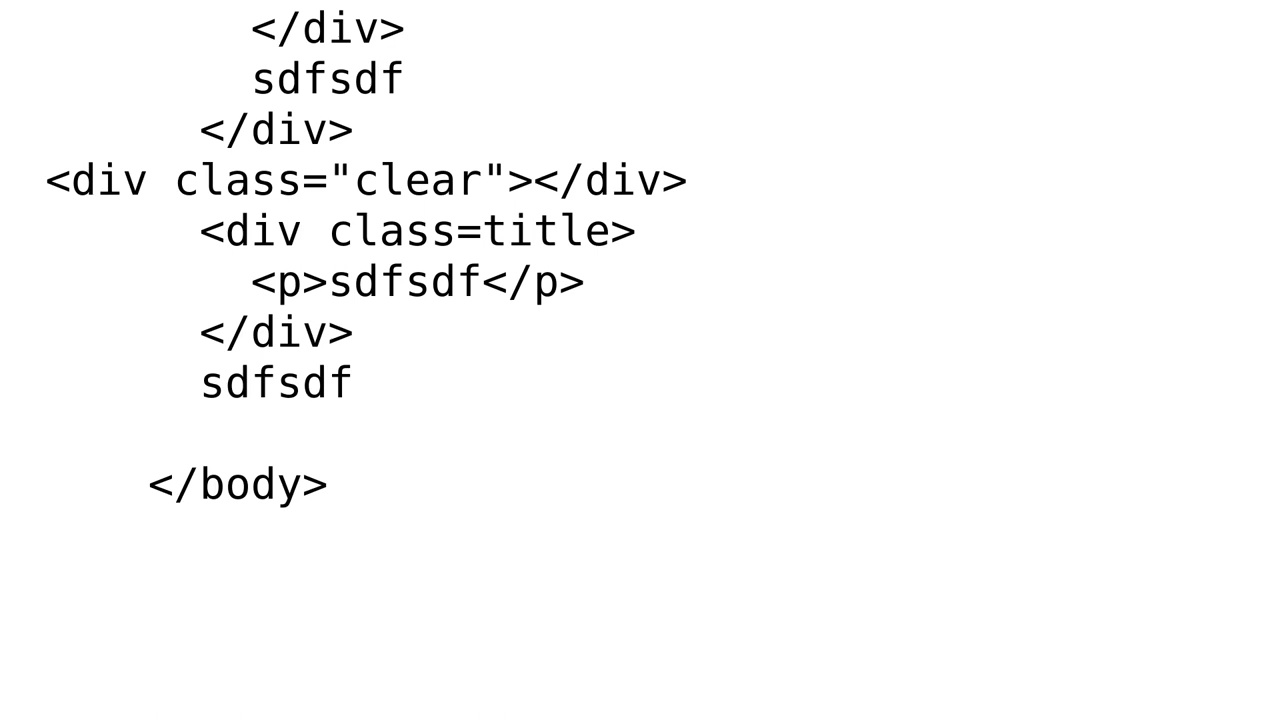 </div>
        sdfsdf
      </div>
<div class="clear"></div>
      <div class=title>
        <p>sdfsdf</p>
      </div>
      sdfsdf

    </body>